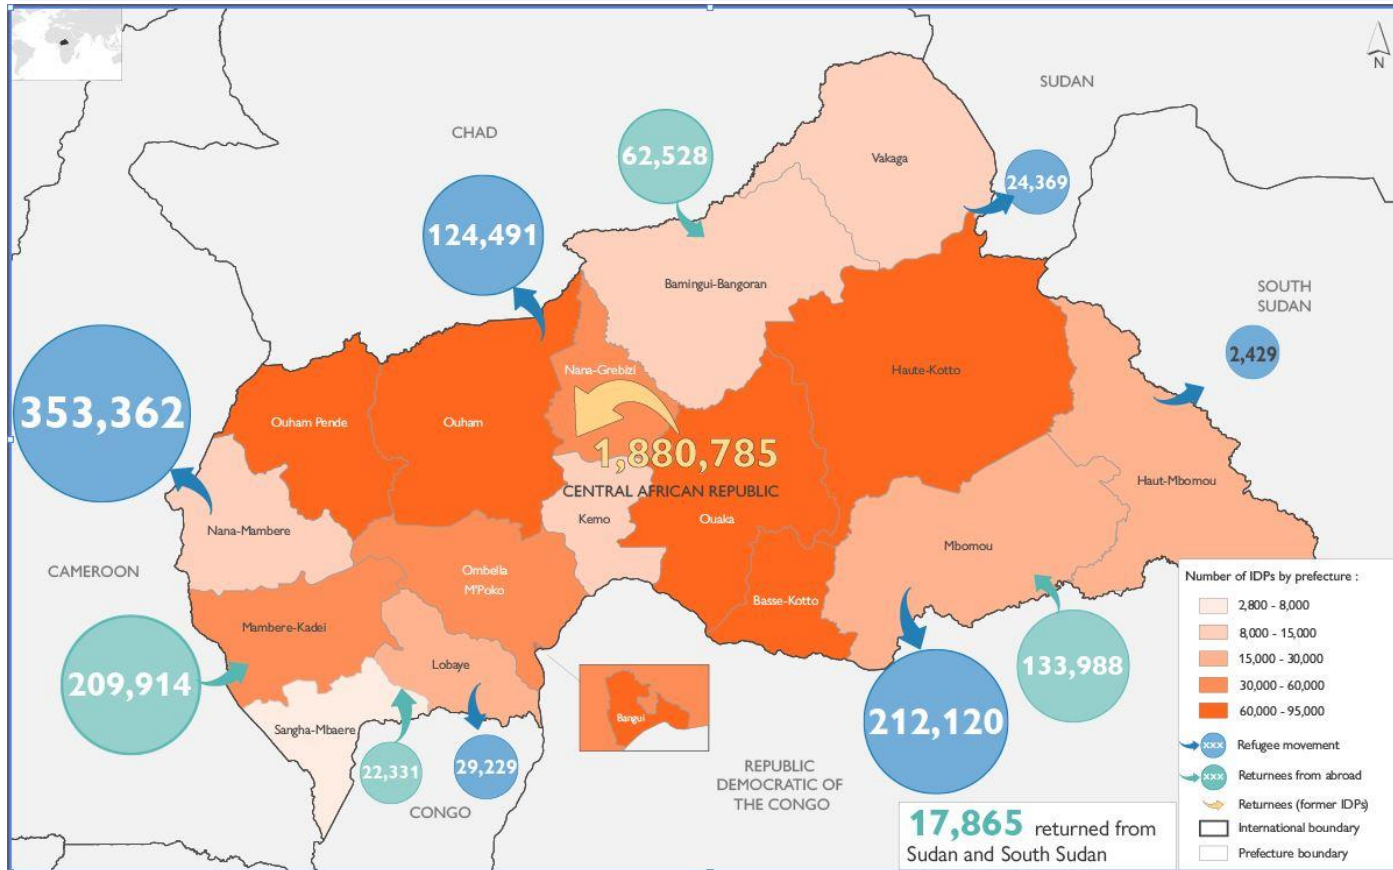 N
SUDAN
CHAD
62,528
Vakaga
24,369
124,491
Bamingui-Bangoran
SOUTH
SUDAN
2,429
353,362
Nana-Grebizi
Haute-Kotto
Ouham Pende
Ouham
1,880,785
CENTRAL AFRICAN REPUBLIC
Haut-Mbomou
Nana-Mambere
Kemo
Ouaka
Mbomou
CAMEROON
Ombella
M'Poko
Basse-Kotto
Mambere-Kadei
Lobaye
209,914
133,988
212,120
Sangha-Mbaere
Bangui
22,331
29,229
CONGO
REPUBLIC
DEMOCRATIC OF
THE CONGO
17,865 returned from
Sudan and South Sudan
Number of IDPs by prefecture :
2,800 - 8,000
8,000 - 15,000
15,000 - 30,000
30,000 - 60,000
60,000 - 95,000
xxx Refugee movement
xxx Returnees from abroad
Returnees (former IDPs)
International boundary
Prefecture boundary